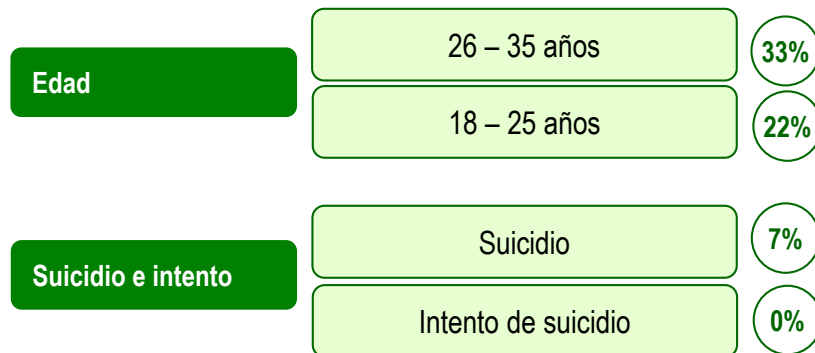 Edad
26 – 35 años
33%
18 – 25 años
22%
Suicidio e intento
Suicidio
7%
Intento de suicidio
0%